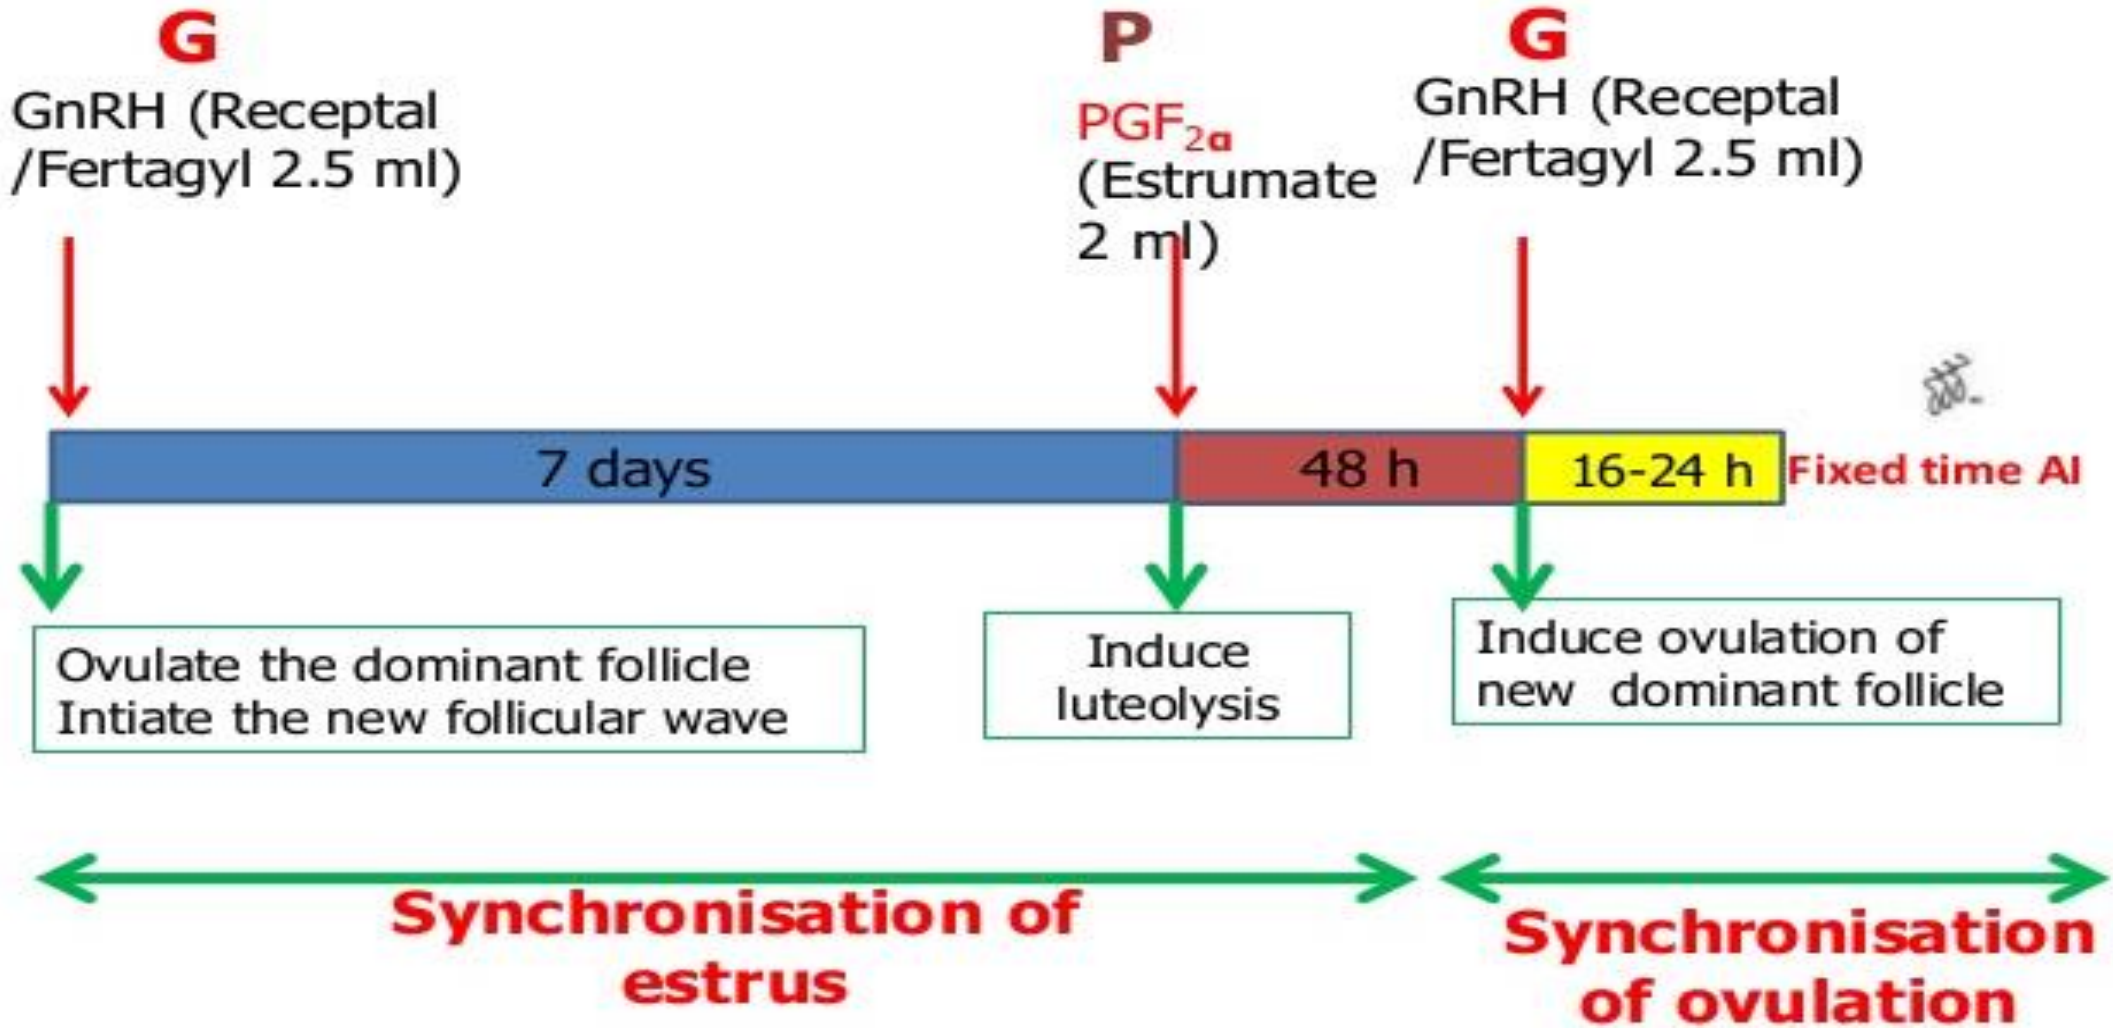 G
GnRH (Receptal
/Fertagyl 2.5 ml)
P
PGF2α
(Estrumate
2 ml)
G
GnRH (Receptal
/Fertagyl 2.5 ml)
7 days
48 h
16-24 h
Fixed time AI
Ovulate the dominant follicle
Intiate the new follicular wave
Induce
luteolysis
Induce ovulation of
new dominant follicle
Synchronisation of
estrus
Synchronisation
of ovulation